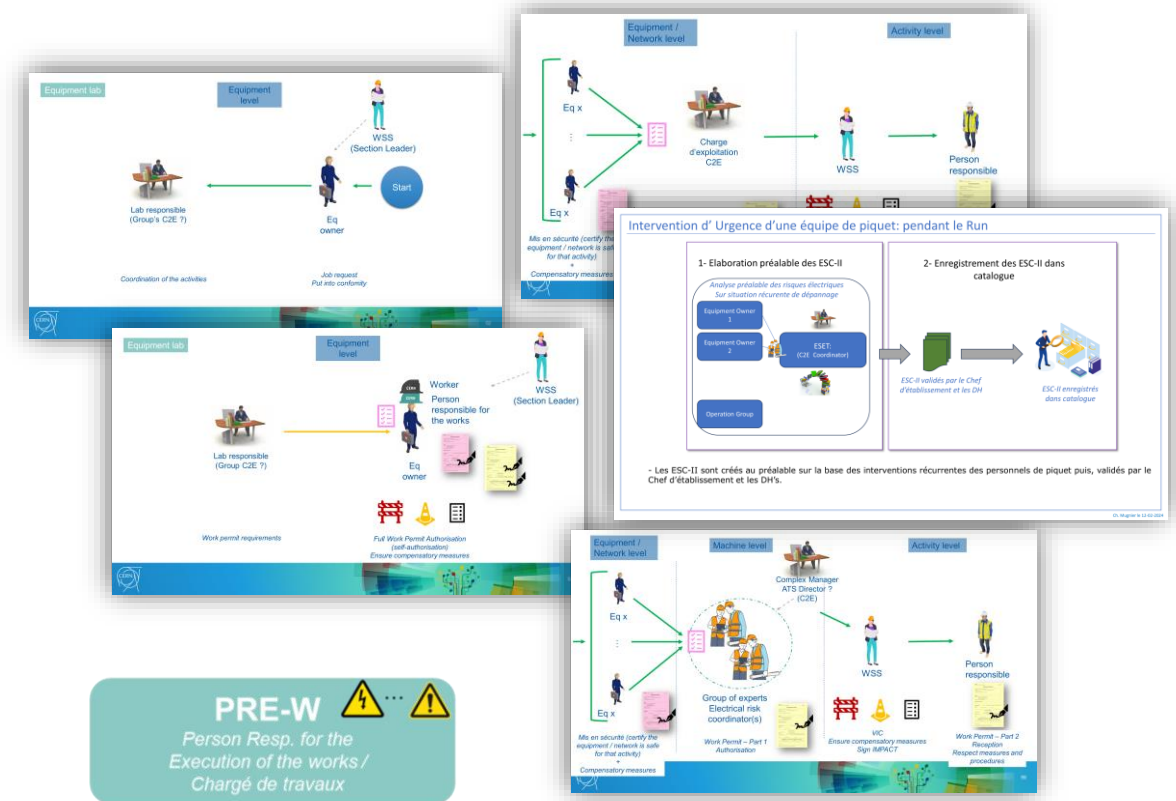 Equipment lab
Equipment
level
WSS
(Section Leader)
Start
Lab responsible
(Group's C2E ?)
Eq
owner
Coordination of the activities
Job request
Put into conformity
CERN
Equipment /
Network level
Activity level
Eq x
⋮
Eq x
Charge
d'exploitation
C2E
WSS
Person
responsible
Mis en sécurité (certify the
equipment / network is safe
for that activity)
+
Compensatory measures
Intervention d' Urgence d'une équipe de piquet: pendant le Run
1- Elaboration préalable des ESC-II
Analyse préalable des risques électriques
Sur situation récurente de dépannage
Equipment Owner
1
Equipment Owner
2
ESET:
(C2E Coordinator)
Operation Group
2- Enregistrement des ESC-II dans
catalogue
ESC-II validés par le Chef
d'établissement et les DH
ESC-II enregistrés
dans catalogue
- Les ESC-II sont créés au préalable sur la base des interventions récurrentes des personnels de piquet puis, validés par le
Chef d'établissement et les DH's.
Equipment lab
Equipment
level
Worker
Person
responsible for
the works
WSS
(Section Leader)
Lab responsible
(Group C2E ?)
Eq
owner
Work permit requirements
Full Work Permit Authorisation
(self-authorisation)
Ensure compensatory measures
CERN
Equipment /
Network level
Machine level
Activity level
Complex Manager
ATS Director ?
(C2E)
Eq x
⋮
Eq x
Group of experts
Electrical risk
coordinator(s)
WSS
Person
responsible
Mis en sécurité (certify the
equipment / network is safe
for that activity)
+
Compensatory measures
Work Permit – Part 1
Authorisation
VIC
Ensure compensatory measures
Sign IMPACT
Work Permit – Part 2
Reception
Respect measures and
procedures
PRE-W
...
Person Resp. for the
Execution of the works /
Chargé de travaux